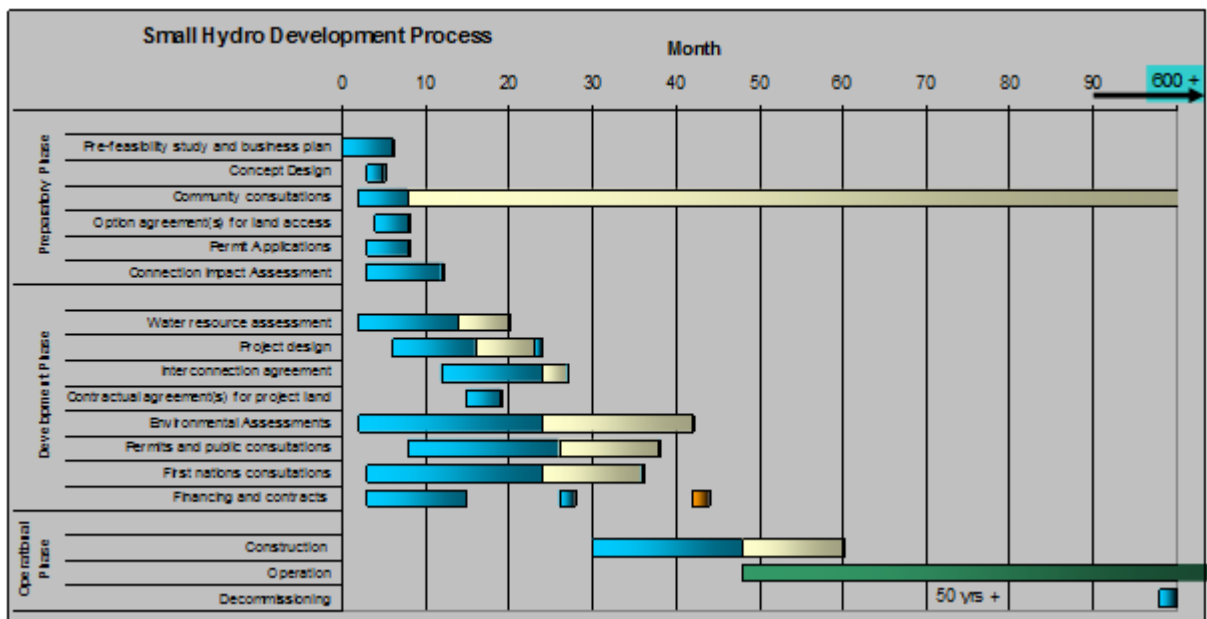 Small Hydro Development Process
Month
0 10 20 30 40 50 60 70 80 90 600 +
Preparatory Phase
Pre-feasibility study and business plan
Concept Design
Community consultations
Option agreement(s) for land access
Permit Applications
Connection Impact Assessment
Development Phase
Water resource assessment
Project design
Interconnection agreement
Contractual agreement(s) for project land
Environmental Assessments
Permits and public consultations
First nations consultations
Financing and contracts
Operational
Phase
Construction
Operation
Decommissioning
50 yrs +